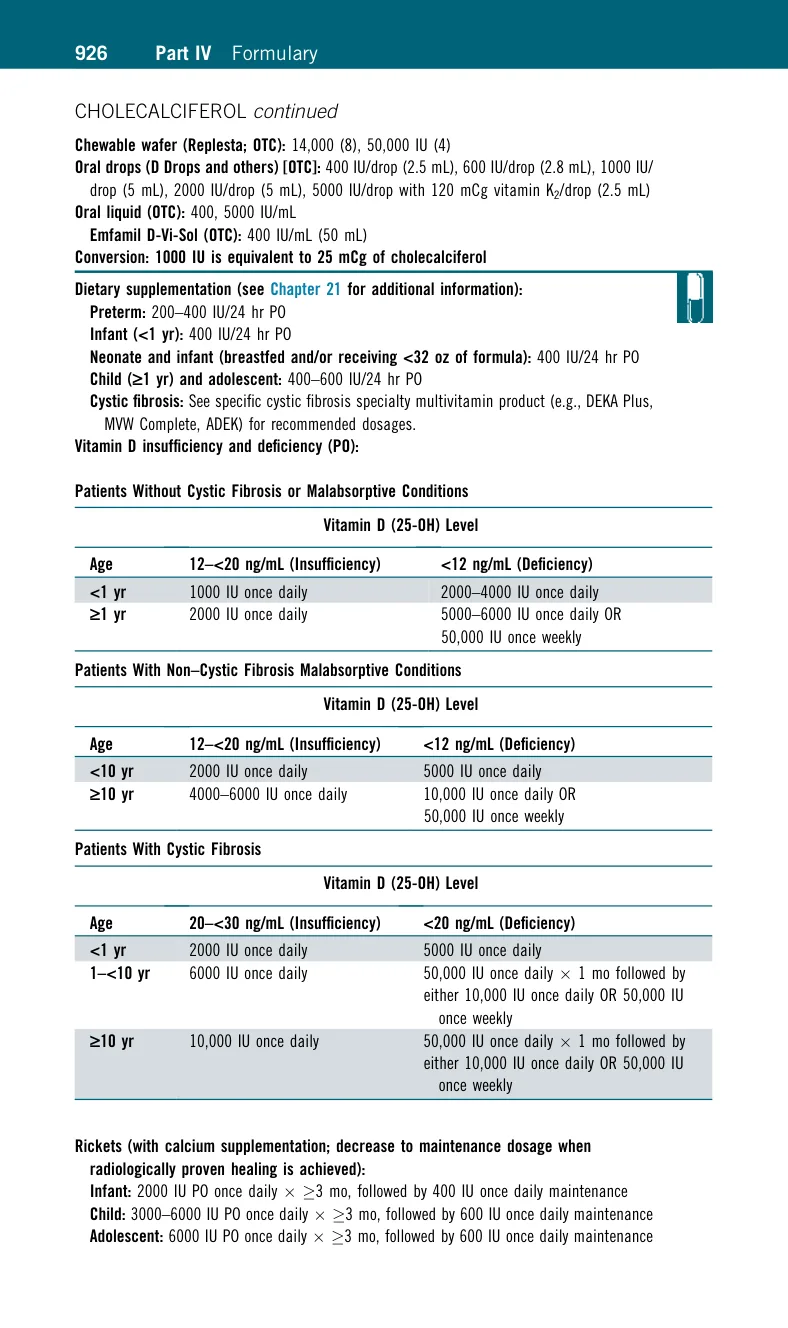 926 Part IV Formulary
CHOLECALCIFEROL continued
Chewable wafer (Replesta; OTC): 14,000 (8), 50,000 IU (4)
Oral drops (D Drops and others) [OTC]: 400 IU/drop (2.5 mL), 600 IU/drop (2.8 mL), 1000 IU/
drop (5 mL), 2000 IU/drop (5 mL), 5000 IU/drop with 120 mCg vitamin K₂/drop (2.5 mL)
Oral liquid (OTC): 400, 5000 IU/mL
Emfamil D-Vi-Sol (OTC): 400 IU/mL (50 mL)
Conversion: 1000 IU is equivalent to 25 mCg of cholecalciferol
Dietary supplementation (see Chapter 21 for additional information):
Preterm: 200–400 IU/24 hr PO
Infant (<1 yr): 400 IU/24 hr PO
Neonate and infant (breastfed and/or receiving <32 oz of formula): 400 IU/24 hr PO
Child (≥1 yr) and adolescent: 400–600 IU/24 hr PO
Cystic fibrosis: See specific cystic fibrosis specialty multivitamin product (e.g., DEKA Plus,
MVW Complete, ADEK) for recommended dosages.
Vitamin D insufficiency and deficiency (PO):
Patients Without Cystic Fibrosis or Malabsorptive Conditions
Vitamin D (25-OH) Level
Age 12–<20 ng/mL (Insufficiency) <12 ng/mL (Deficiency)
<1 yr 1000 IU once daily 2000–4000 IU once daily
≥1 yr 2000 IU once daily 5000–6000 IU once daily OR
50,000 IU once weekly
Patients With Non–Cystic Fibrosis Malabsorptive Conditions
Vitamin D (25-OH) Level
Age 12–<20 ng/mL (Insufficiency) <12 ng/mL (Deficiency)
<10 yr 2000 IU once daily 5000 IU once daily
≥10 yr 4000–6000 IU once daily 10,000 IU once daily OR
50,000 IU once weekly
Patients With Cystic Fibrosis
Vitamin D (25-OH) Level
Age 20–<30 ng/mL (Insufficiency) <20 ng/mL (Deficiency)
<1 yr 2000 IU once daily 5000 IU once daily
1–<10 yr 6000 IU once daily 50,000 IU once daily × 1 mo followed by
either 10,000 IU once daily OR 50,000 IU
once weekly
≥10 yr 10,000 IU once daily 50,000 IU once daily × 1 mo followed by
either 10,000 IU once daily OR 50,000 IU
once weekly
Rickets (with calcium supplementation; decrease to maintenance dosage when
radiologically proven healing is achieved):
Infant: 2000 IU PO once daily × ≥3 mo, followed by 400 IU once daily maintenance
Child: 3000–6000 IU PO once daily × ≥3 mo, followed by 600 IU once daily maintenance
Adolescent: 6000 IU PO once daily × ≥3 mo, followed by 600 IU once daily maintenance